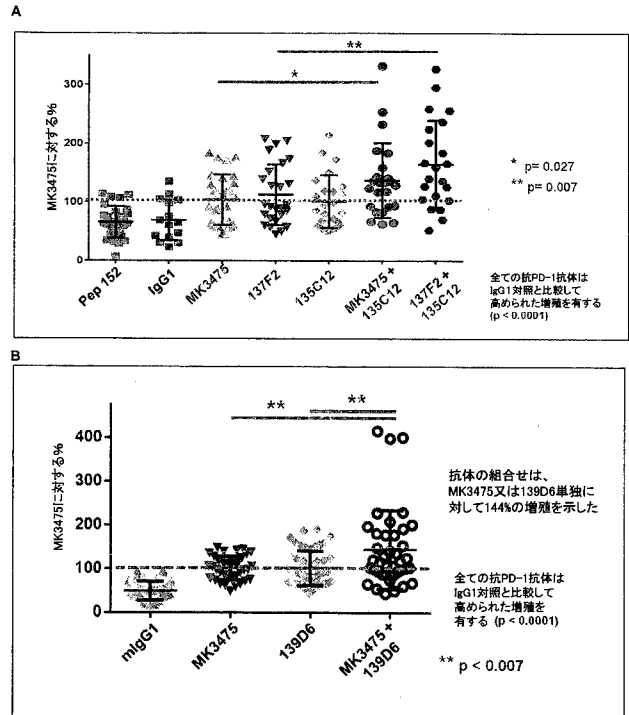 A
**
*
MK3475に対する%
300
200
100
0
Pep 152
IgG1
MK3475
137F2
135C12
MK3475 +
135C12
137F2 +
135C12
* p= 0.027
** p= 0.007
全ての抗PD-1抗体は
IgG1対照と比較して
高められた増殖を有する
(p < 0.0001)
B
** **
MK3475に対する%
400
300
200
100
0
mIgG1
MK3475
139D6
MK3475 +
139D6
抗体の組合せは、
MK3475又は139D6単独に
対して144%の増殖を示した
全ての抗PD-1抗体は
IgG1対照と比較して
高められた増殖を
有する (p < 0.0001)
** p < 0.007